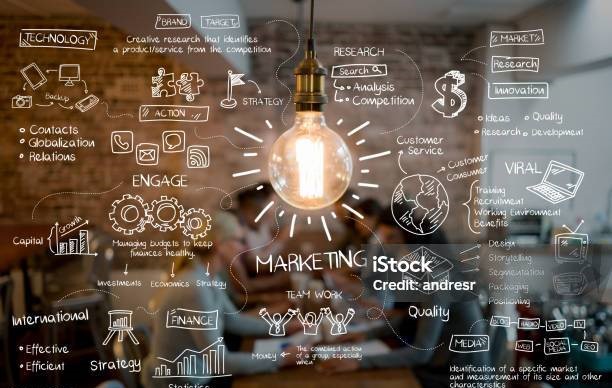 TECHNOLOGY
BRAND
TARGET
Creative research that identifies
a product/service from the competition
Backup
ACTION
STRATEGY
• Contacts
• Globalization
• Relations
RESEARCH
Search
• Analysis
• Competition
MARKET
Research
Innovation
• Ideas
• Quality
• Research
• Development
ENGAGE
Customer
Service
Customer
Consumer
VIRAL
Training
Recruitment
Working Environment
Benefits
Capital
Growth
Managing budgets to keep
finances healthy.
Investments
Economics
Strategy
MARKETING
iStock
Credit: andresr
Quality
• Design
• Storytelling
• Segmentation
• Packaging
• Positioning
International
• Effective
• Efficient
Strategy
FINANCE
TEAM WORK
Money
The combined action
of a group, especially
when
MEDIA
BLOG
RADIO
VIDEO
TV
WEB
SOCIAL
SEO
Identification of a specific market
and measurement of its size and other
characteristics